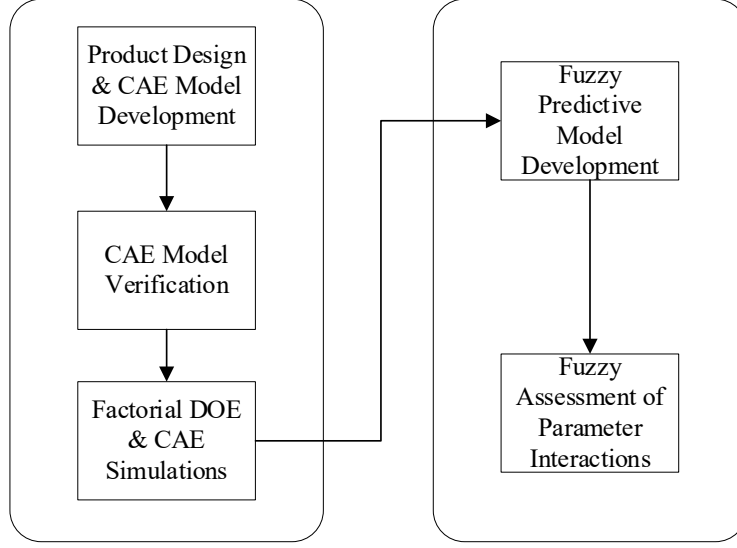 Product Design
& CAE Model
Development
CAE Model
Verification
Factorial DOE
& CAE
Simulations
Fuzzy
Predictive
Model
Development
Fuzzy
Assessment of
Parameter
Interactions